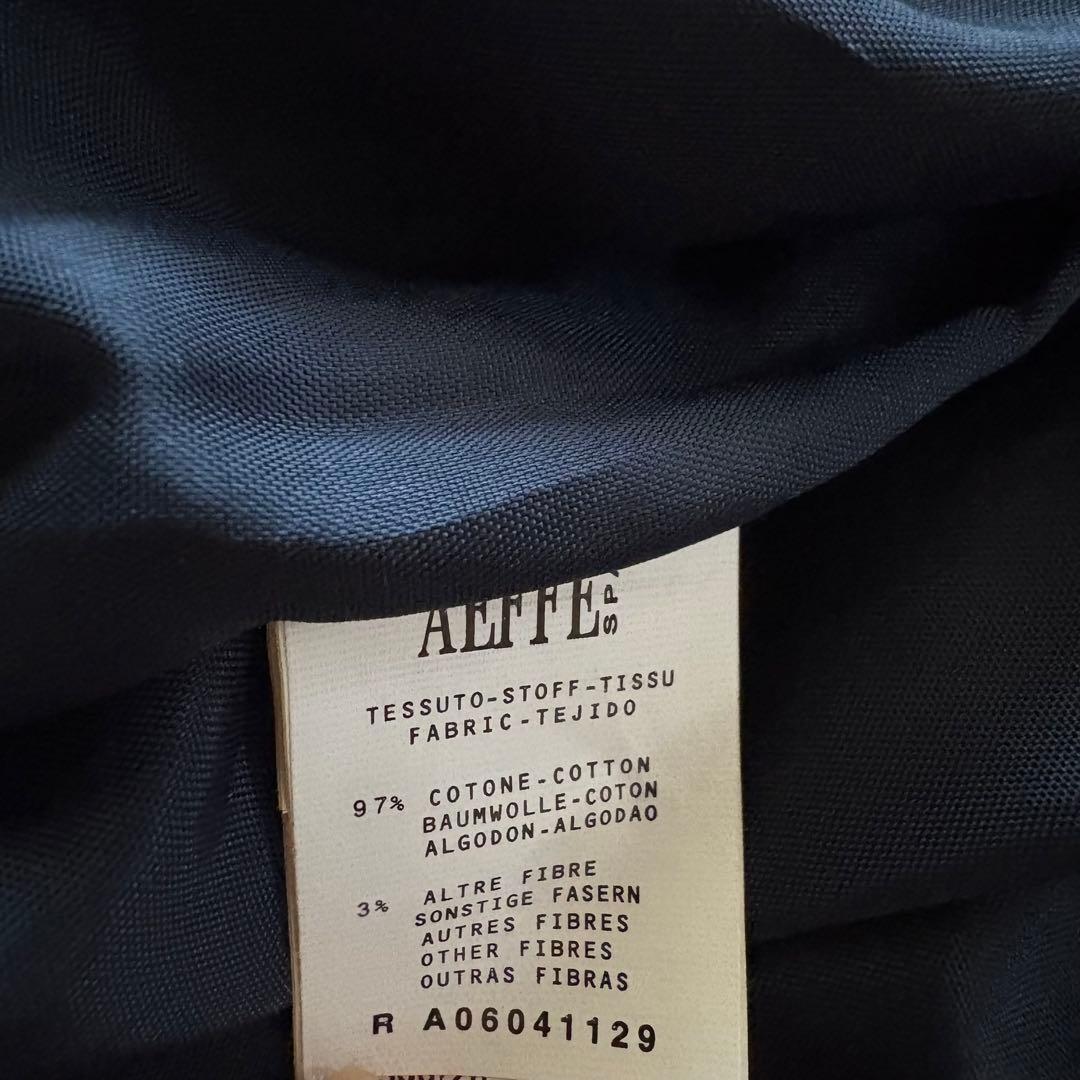 AEFFE
TESSUTO-STOFF-TISSU
FABRIC-TEJIDO
97% COTONE-COTTON
BAUMWOLLE-COTON
ALGODON-ALGODAO
3% ALTRE FIBRE
SONSTIGE FASERN
AUTRES FIBRES
OTHER FIBRES
OUTRAS FIBRAS
R A06041129